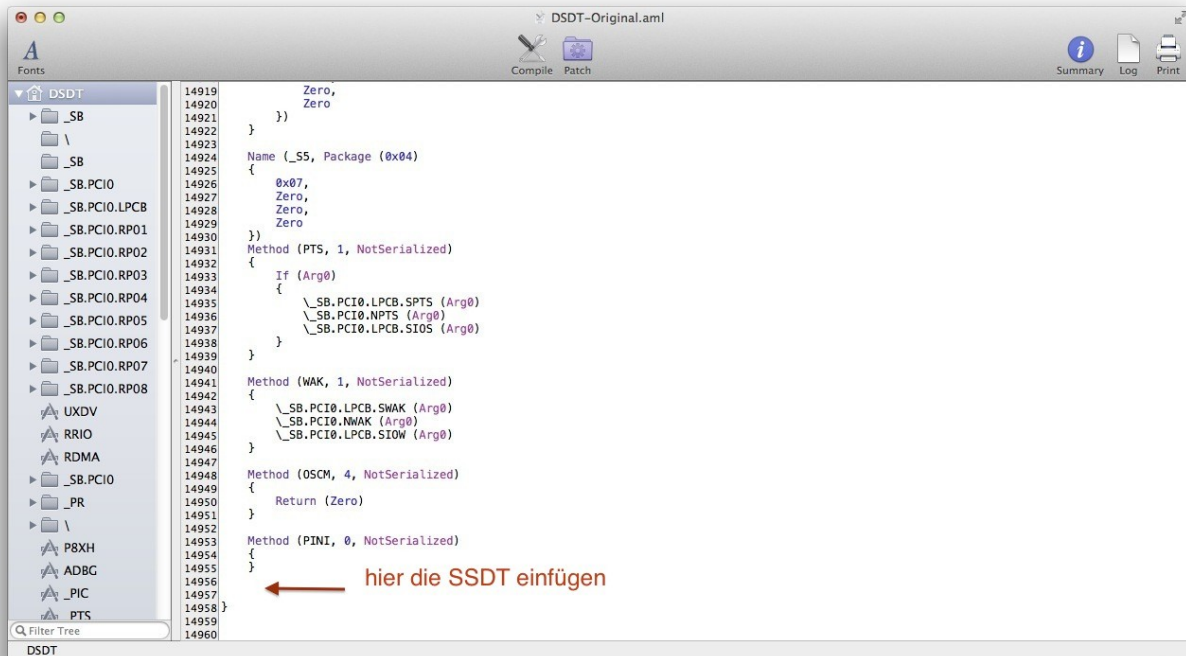 DSDT-Original.aml
A
Fonts
Compile
Patch
i
Summary
Log
Print
DSDT
_SB
\
_SB
_SB.PCI0
_SB.PCI0.LPCB
_SB.PCI0.RP01
_SB.PCI0.RP02
_SB.PCI0.RP03
_SB.PCI0.RP04
_SB.PCI0.RP05
_SB.PCI0.RP06
_SB.PCI0.RP07
_SB.PCI0.RP08
UXDV
RRIO
RDMA
_SB.PCI0
_PR
\
P8XH
ADBG
_PIC
_PTS
Filter Tree
14919 Zero,
14920 Zero
14921 })
14922 }
14923
14924 Name (_S5, Package (0x04)
14925 {
14926 0x07,
14927 Zero,
14928 Zero,
14929 Zero
14930 })
14931 Method (PTS, 1, NotSerialized)
14932 {
14933 If (Arg0)
14934 {
14935 \_SB.PCI0.LPCB.SPTS (Arg0)
14936 \_SB.PCI0.NPTS (Arg0)
14937 \_SB.PCI0.LPCB.SIOS (Arg0)
14938 }
14939 }
14940
14941 Method (WAK, 1, NotSerialized)
14942 {
14943 \_SB.PCI0.LPCB.SWAK (Arg0)
14944 \_SB.PCI0.NWAK (Arg0)
14945 \_SB.PCI0.LPCB.SIOW (Arg0)
14946 }
14947
14948 Method (OSCM, 4, NotSerialized)
14949 {
14950 Return (Zero)
14951 }
14952
14953 Method (PINI, 0, NotSerialized)
14954 {
14955 }
14956
hier die SSDT einfügen
14957
14958 }
14959
14960
DSDT